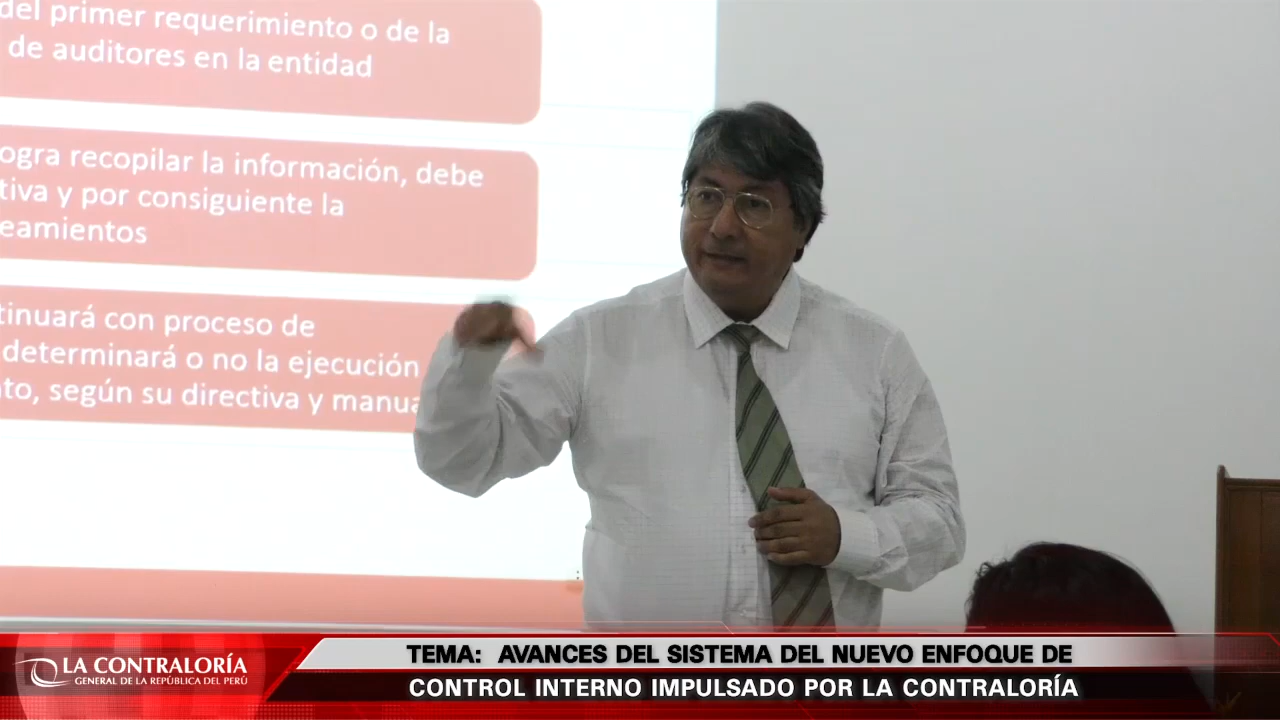 del primer requerimiento o de la
de auditores en la entidad
ogra recopilar la información, debe
tiva y por consiguiente la
eamientos
tinuará con proceso de
determinará o no la ejecución
to, según su directiva y manua
LA CONTRALORÍA
GENERAL DE LA REPÚBLICA DEL PERÚ
TEMA: AVANCES DEL SISTEMA DEL NUEVO ENFOQUE DE
CONTROL INTERNO IMPULSADO POR LA CONTRALORÍA